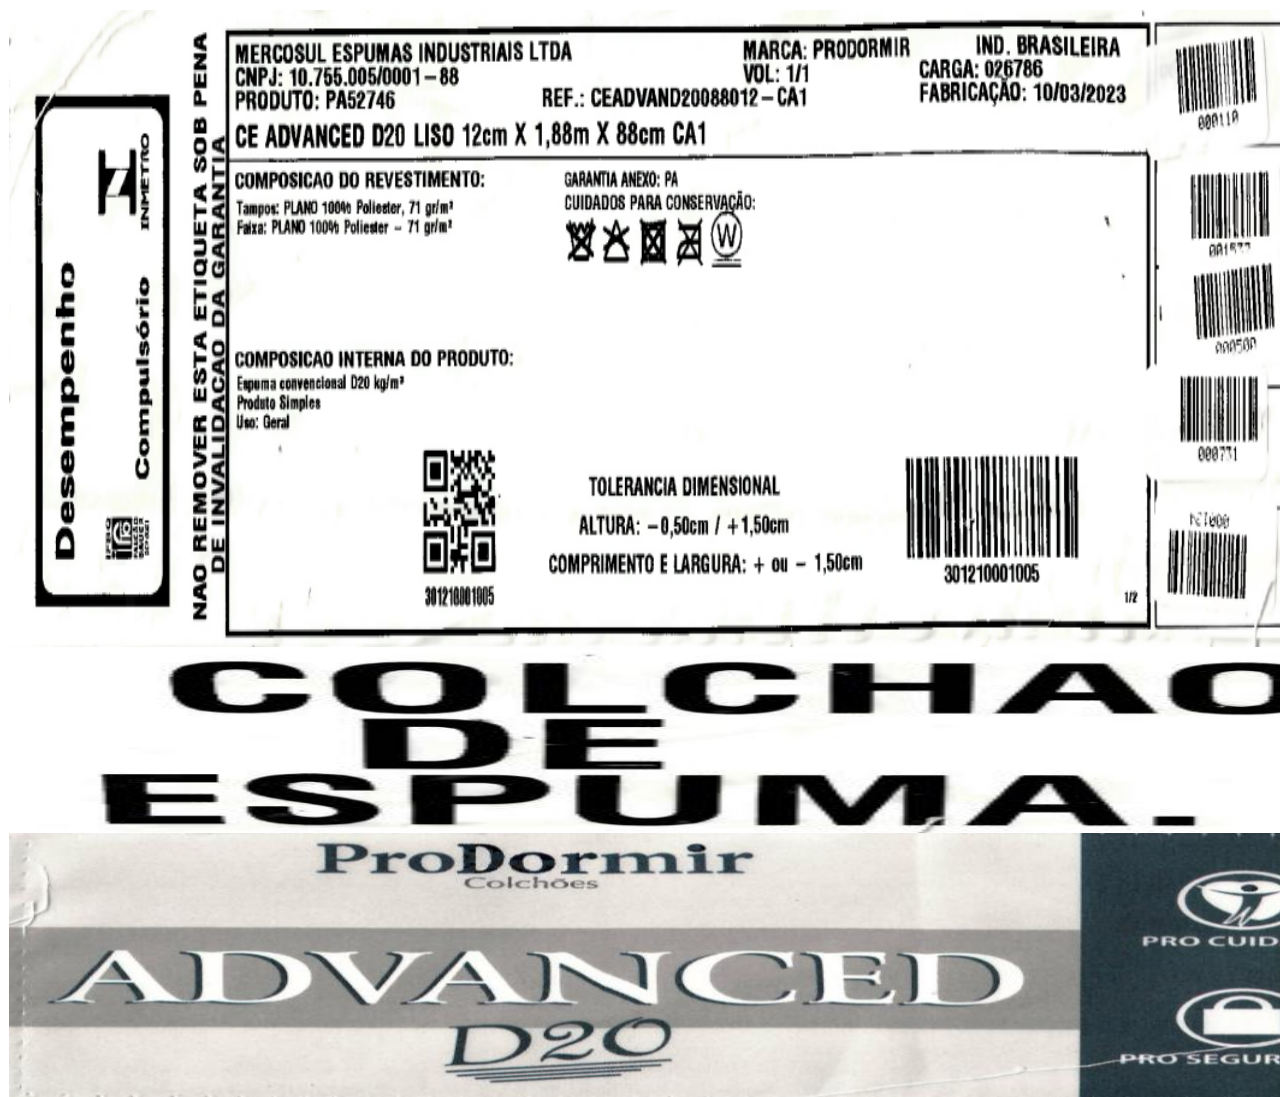 Desempenho
Compulsório
INMETRO
NAO REMOVER ESTA ETIQUETA SOB PENA
DE INVALIDACAO DA GARANTIA
MERCOSUL ESPUMAS INDUSTRIAIS LTDA
CNPJ: 10.755.005/0001-88
PRODUTO: PA52746
MARCA: PRODORMIR
VOL: 1/1
REF.: CEADVAND20088012-CA1
IND. BRASILEIRA
CARGA: 026786
FABRICAÇÃO: 10/03/2023
CE ADVANCED D20 LISO 12cm X 1,88m X 88cm CA1
COMPOSICAO DO REVESTIMENTO:
Tampos: PLANO 100% Poliester, 71 gr/m²
Faixa: PLANO 100% Poliester - 71 gr/m²
GARANTIA ANEXO: PA
CUIDADOS PARA CONSERVAÇÃO:
W
COMPOSICAO INTERNA DO PRODUTO:
Espuma convencional D20 kg/m³
Produto Simples
Uso: Geral
301210001005
TOLERANCIA DIMENSIONAL
ALTURA: -0,50cm / +1,50cm
COMPRIMENTO E LARGURA: + ou - 1,50cm
301210001005
1/2
000110
000500
000731
COLCHAO
DE
ESPUMA.
ProDormir
Colchões
ADVANCED
D20
PRO CUID
PRO SEGUR